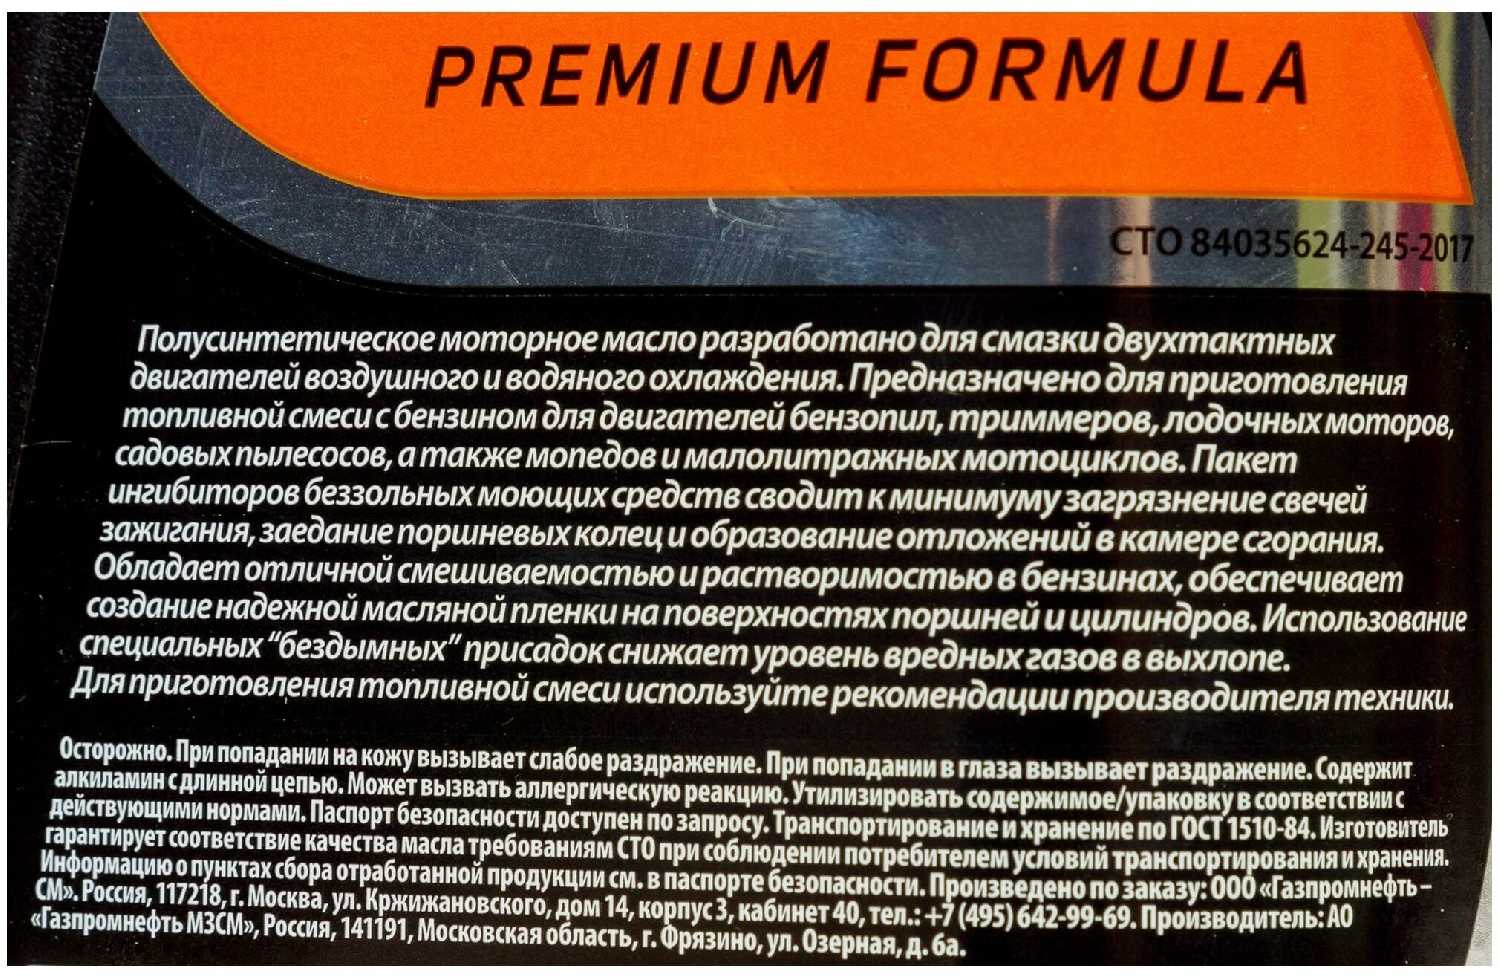 PREMIUM FORMULA
СТО 84035624-245-2017
Полусинтетическое моторное масло разработано для смазки двухтактных
двигателей воздушного и водяного охлаждения. Предназначено для приготовления
топливной смеси с бензином для двигателей бензопил, триммеров, лодочных моторов,
садовых пылесосов, а также мопедов и малолитражных мотоциклов. Пакет
ингибиторов беззольных моющих средств сводит к минимуму загрязнение свечей
зажигания, заедание поршневых колец и образование отложений в камере сгорания.
Обладает отличной смешиваемостью и растворимостью в бензинах, обеспечивает
создание надежной масляной пленки на поверхностях поршней и цилиндров. Использование
специальных “бездымных” присадок снижает уровень вредных газов в выхлопе.
Для приготовления топливной смеси используйте рекомендации производителя техники.
Осторожно. При попадании на кожу вызывает слабое раздражение. При попадании в глаза вызывает раздражение. Содержит
алкиламин с длинной цепью. Может вызвать аллергическую реакцию. Утилизировать содержимое/упаковку в соответствии с
действующими нормами. Паспорт безопасности доступен по запросу. Транспортирование и хранение по ГОСТ 1510-84. Изготовитель
гарантирует соответствие качества масла требованиям СТО при соблюдении потребителем условий транспортирования и хранения.
Информацию о пунктах сбора отработанной продукции см. в паспорте безопасности. Произведено по заказу: ООО «Газпромнефть –
СМ». Россия, 117218, г. Москва, ул. Кржижановского, дом 14, корпус 3, кабинет 40, тел.: +7 (495) 642-99-69. Производитель: АО
«Газпромнефть МЗСМ», Россия, 141191, Московская область, г. Фрязино, ул. Озерная, д. 6а.